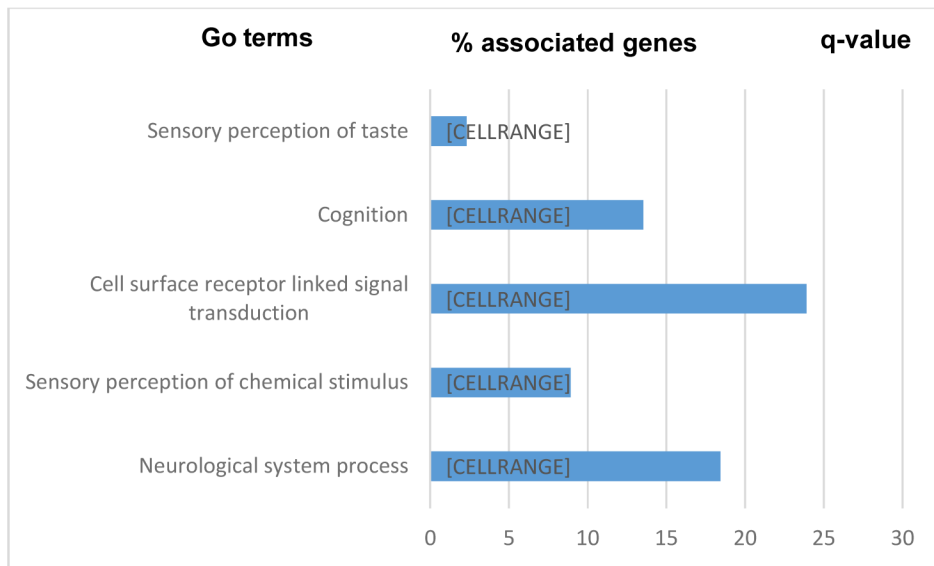 Go terms
% associated genes
q-value
Sensory perception of taste
[CELLRANGE]
Cognition
[CELLRANGE]
Cell surface receptor linked signal
transduction
[CELLRANGE]
Sensory perception of chemical stimulus
[CELLRANGE]
Neurological system process
[CELLRANGE]
0 5 10 15 20 25 30